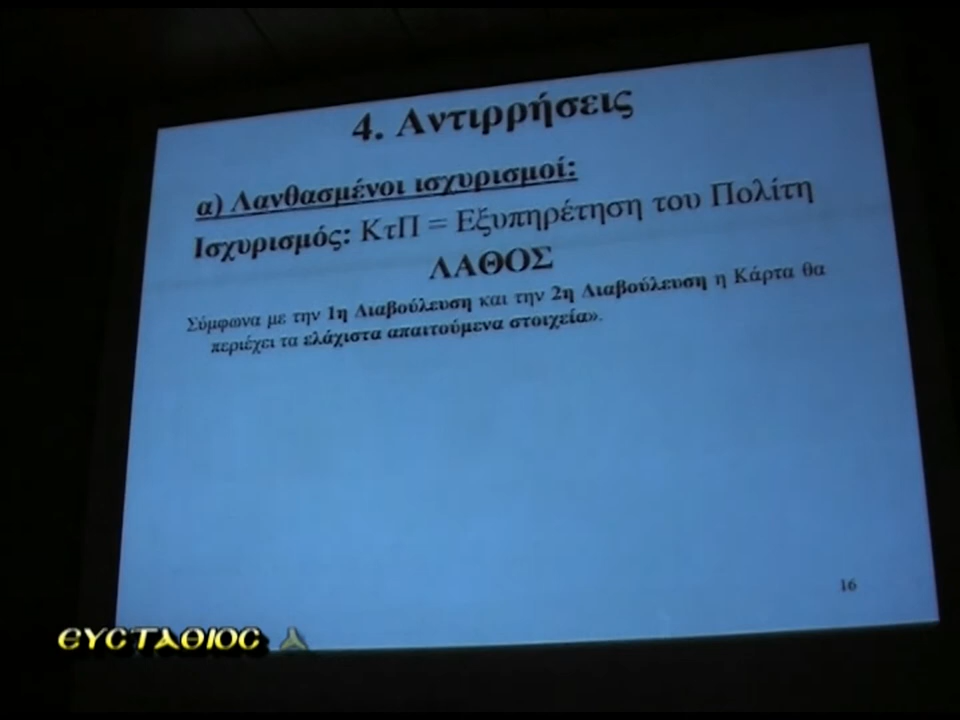 4. Αντιρρήσεις
α) Λανθασμένοι ισχυρισμοί:
Ισχυρισμός: ΚτΠ = Εξυπηρέτηση του Πολίτη
ΛΑΘΟΣ
Σύμφωνα με την 1η Διαβούλευση και την 2η Διαβούλευση η Κάρτα θα
περιέχει τα ελάχιστα απαιτούμενα στοιχεία».
16
ΕΥСΤΑΘΙΟС Λ